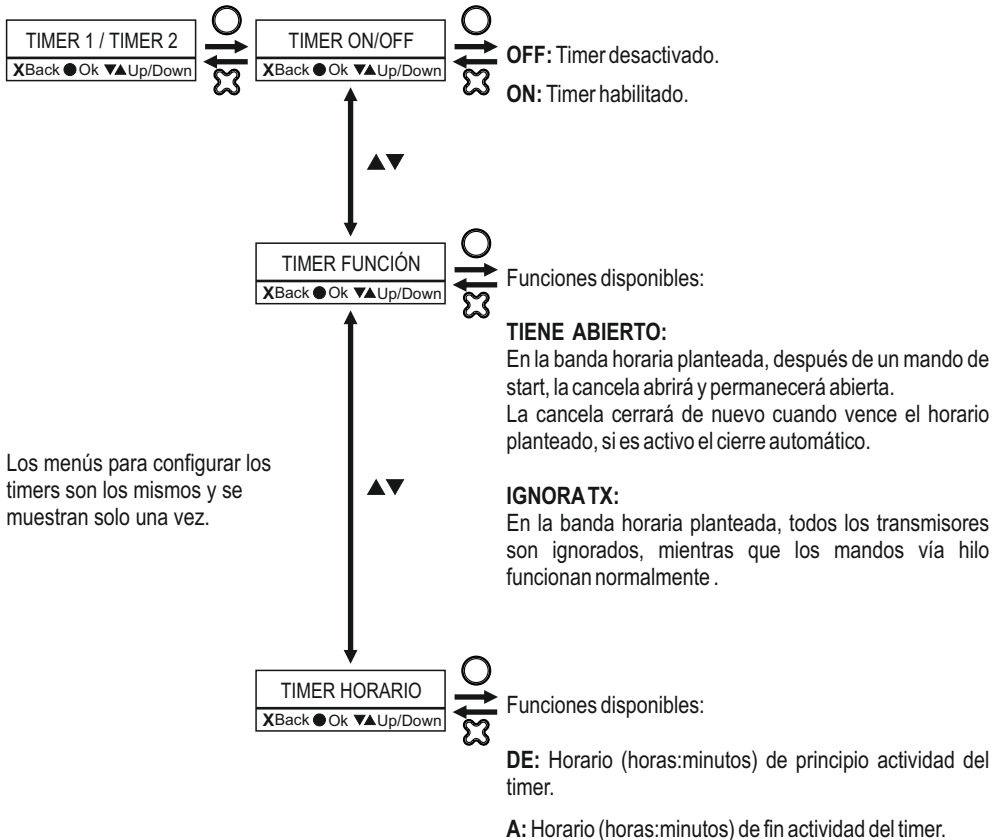 TIMER 1 / TIMER 2
XBack ●Ok ▼▲Up/Down
TIMER ON/OFF
XBack ●Ok ▼▲Up/Down
OFF: Timer desactivado.
ON: Timer habilitado.
▲▼
TIMER FUNCIÓN
XBack ●Ok ▼▲Up/Down
Funciones disponibles:
TIENE ABIERTO:
En la banda horaria planteada, después de un mando de
start, la cancela abrirá y permanecerá abierta.
La cancela cerrará de nuevo cuando vence el horario
planteado, si es activo el cierre automático.
Los menús para configurar los
timers son los mismos y se
muestran solo una vez.
▲▼
IGNORA TX:
En la banda horaria planteada, todos los transmisores
son ignorados, mientras que los mandos vía hilo
funcionan normalmente .
TIMER HORARIO
XBack ●Ok ▼▲Up/Down
Funciones disponibles:
DE: Horario (horas:minutos) de principio actividad del
timer.
A: Horario (horas:minutos) de fin actividad del timer.